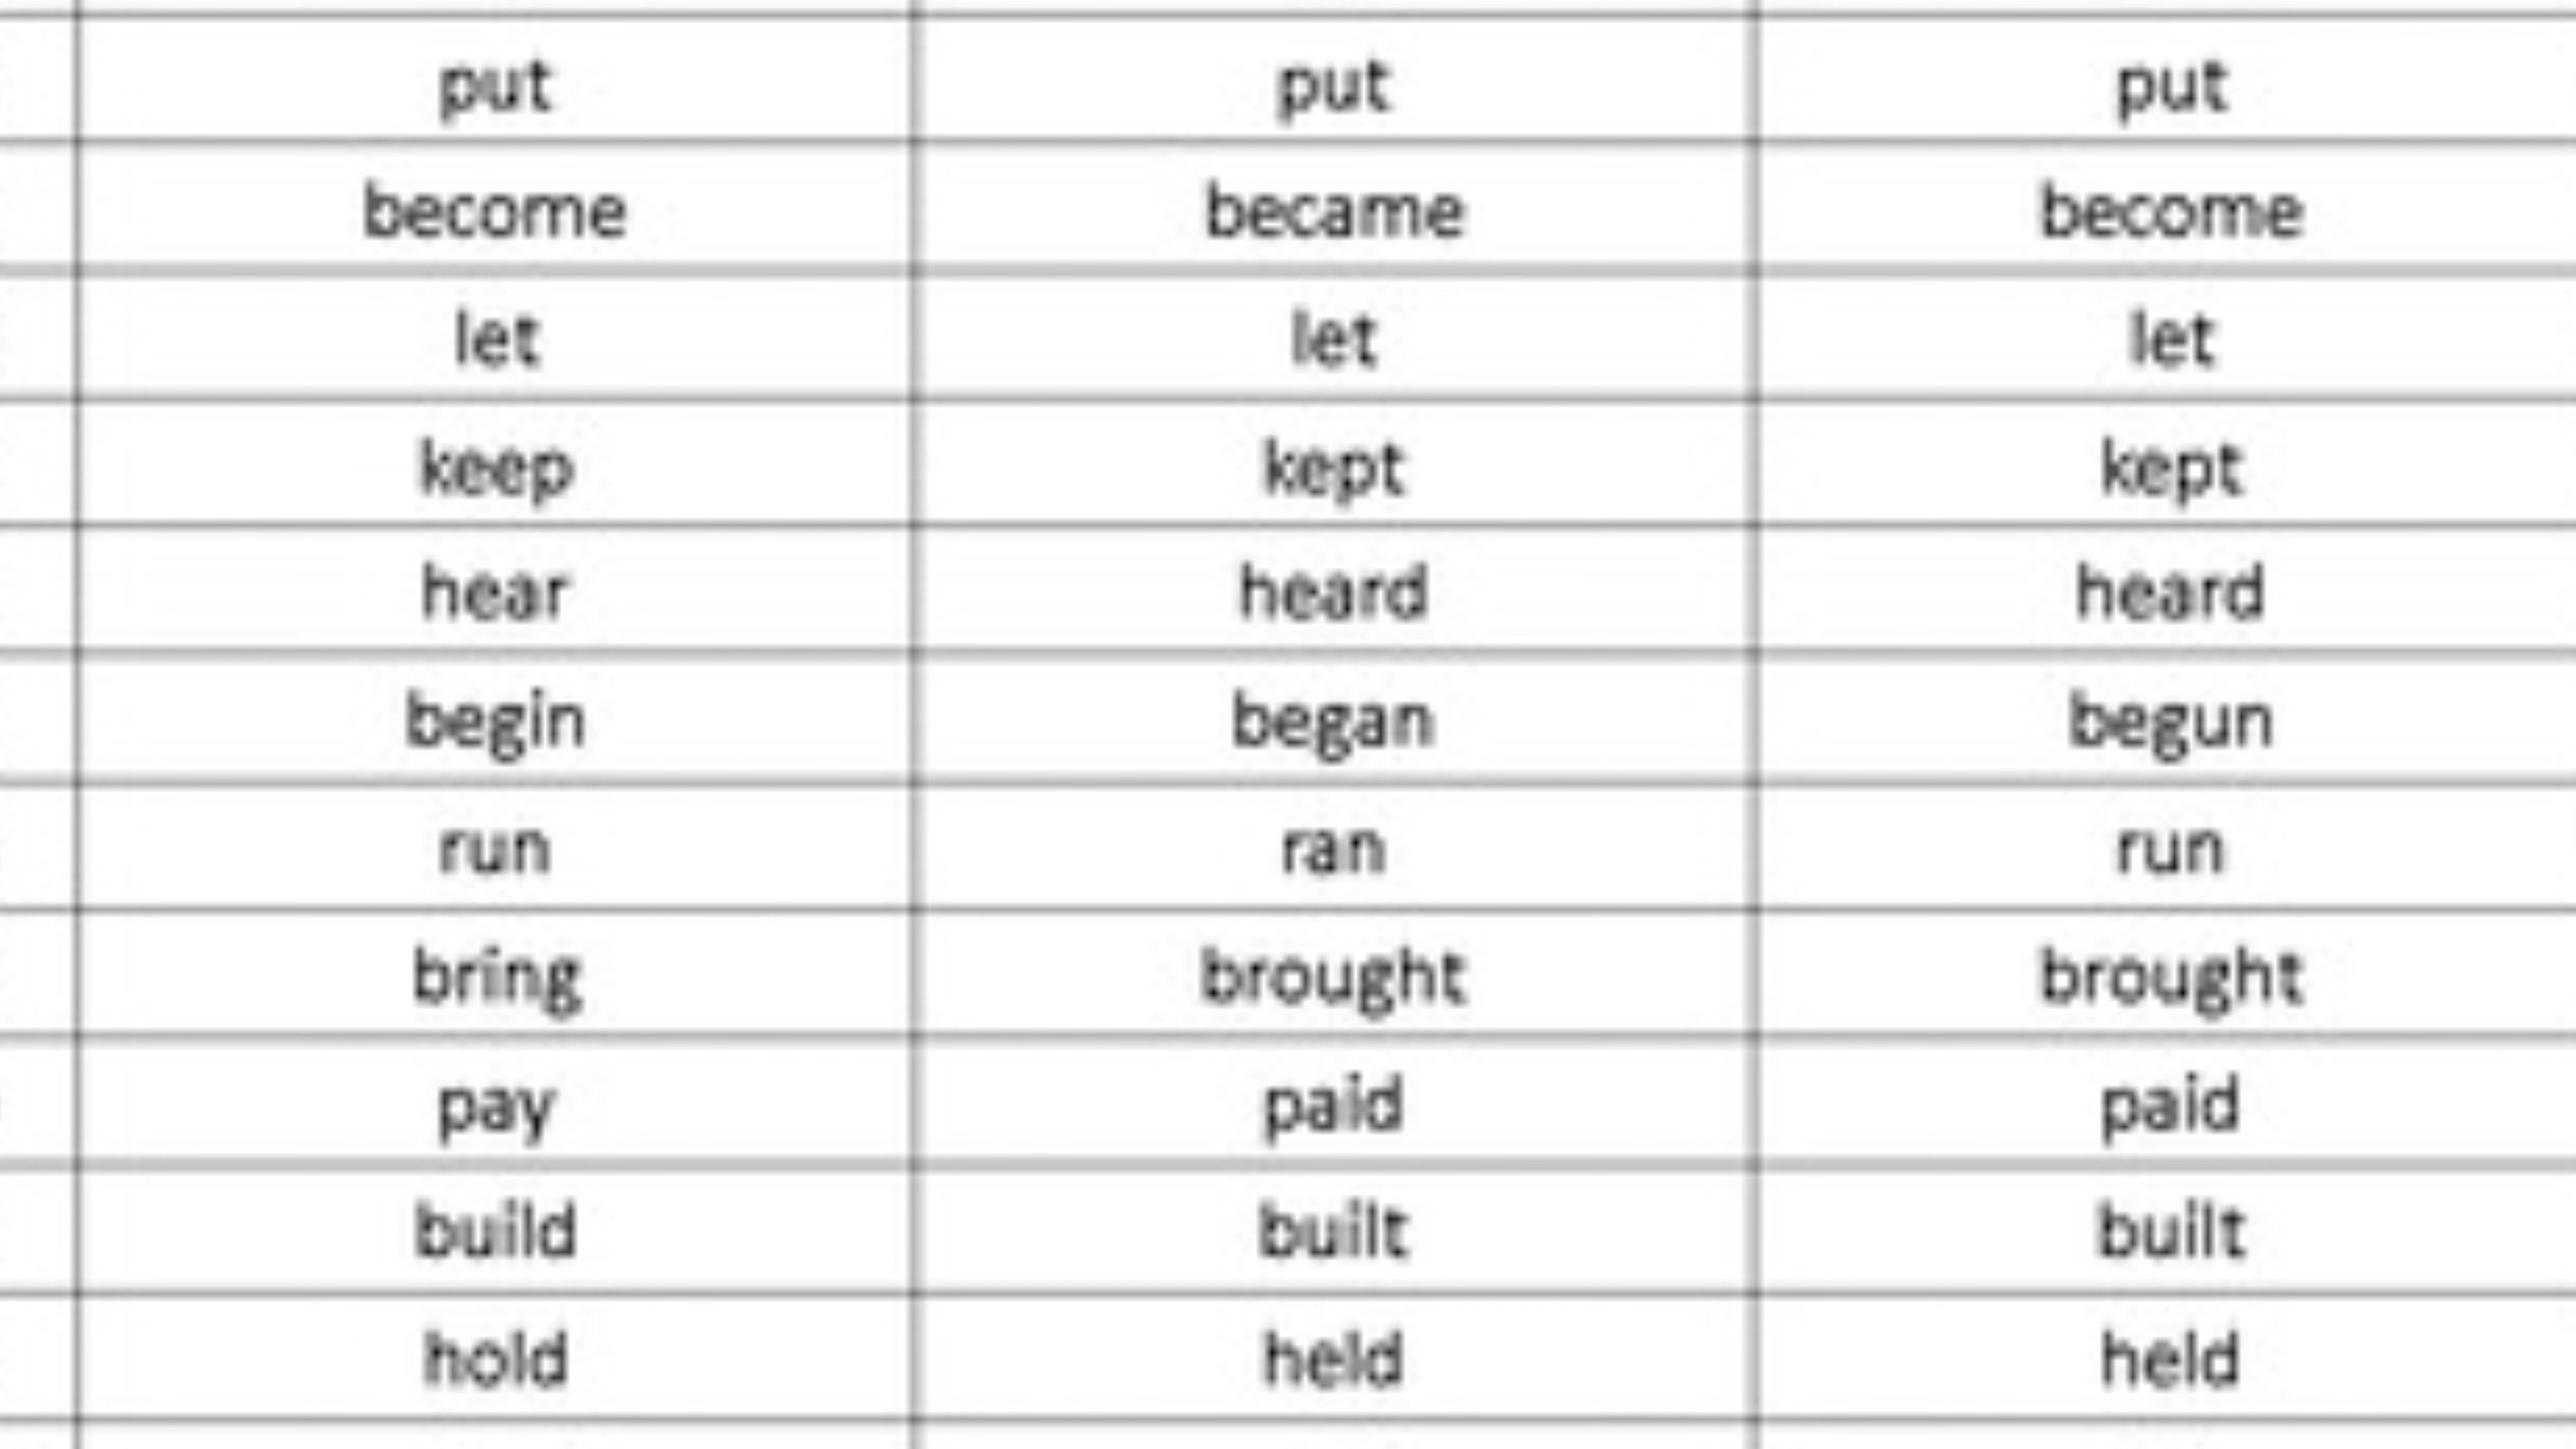 put put put
become became become
let let let
keep kept kept
hear heard heard
begin began begun
run ran run
bring brought brought
pay paid paid
build built built
hold held held